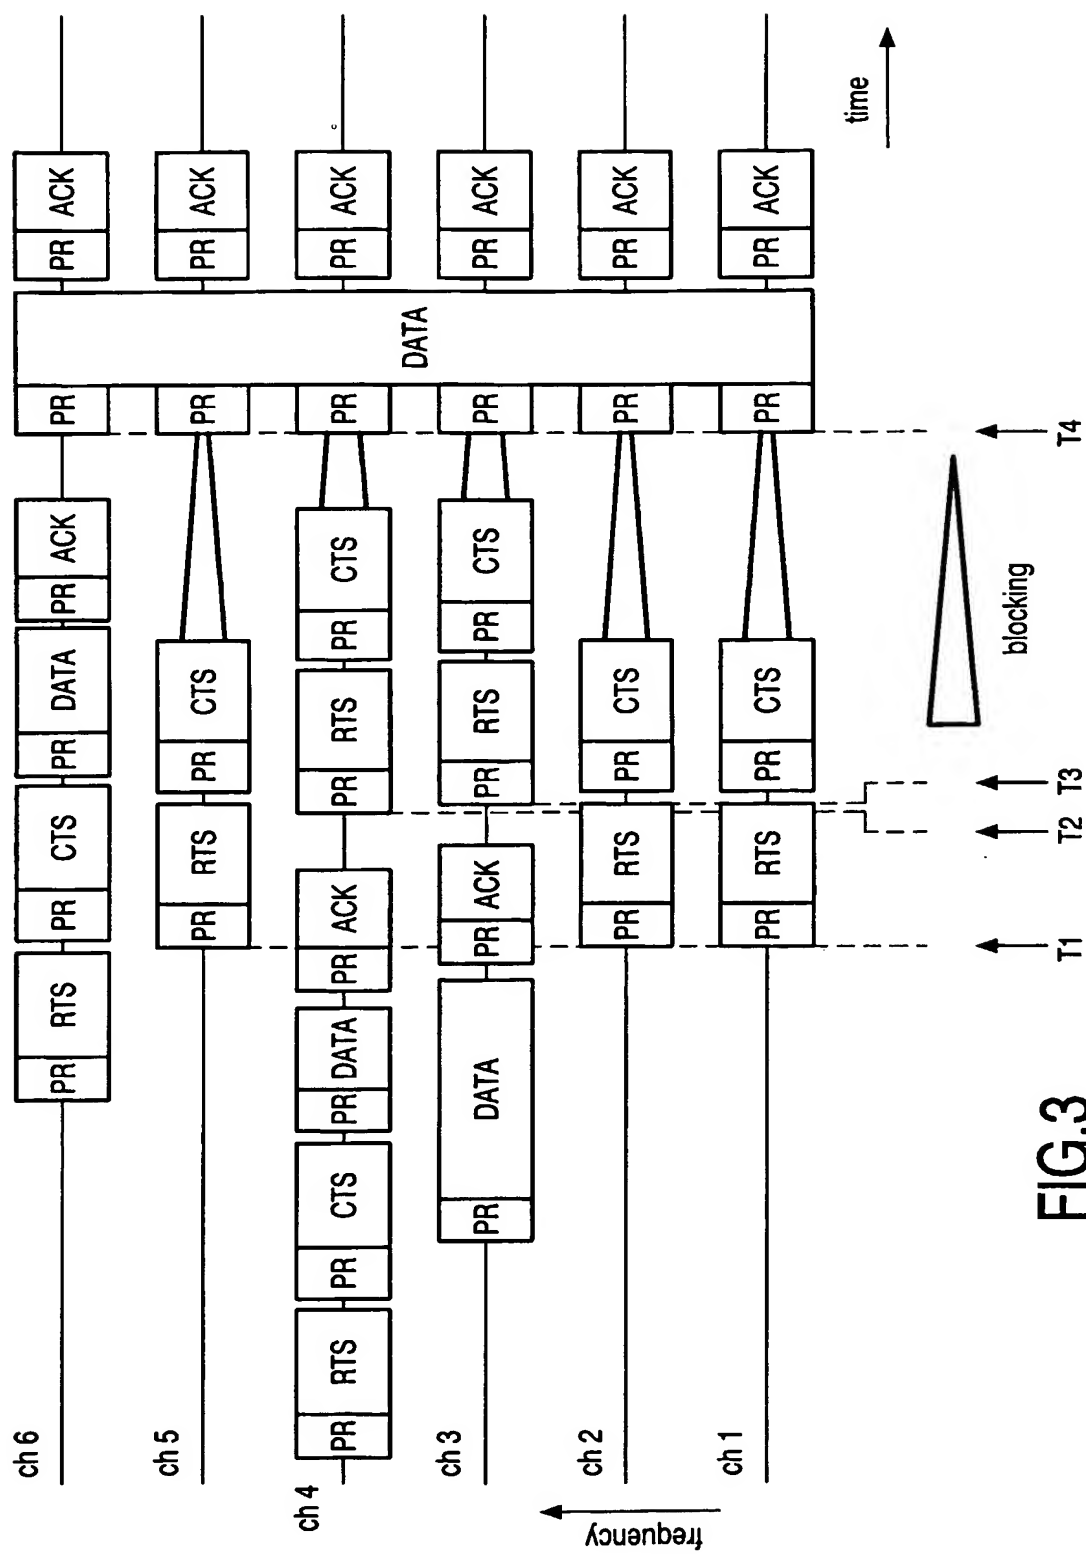 ch 6 PR RTS PR CTS PR DATA PR ACK PR PR ACK
ch 5 PR RTS PR CTS PR PR ACK
ch 4 PR RTS PR CTS PR DATA PR ACK PR RTS PR CTS PR PR ACK
DATA
ch 3 PR DATA PR ACK PR RTS PR CTS PR PR ACK
ch 2 PR RTS PR CTS PR PR ACK
ch 1 PR RTS PR CTS PR PR ACK
frequency
time
blocking
T1 T2 T3 T4
FIG.3